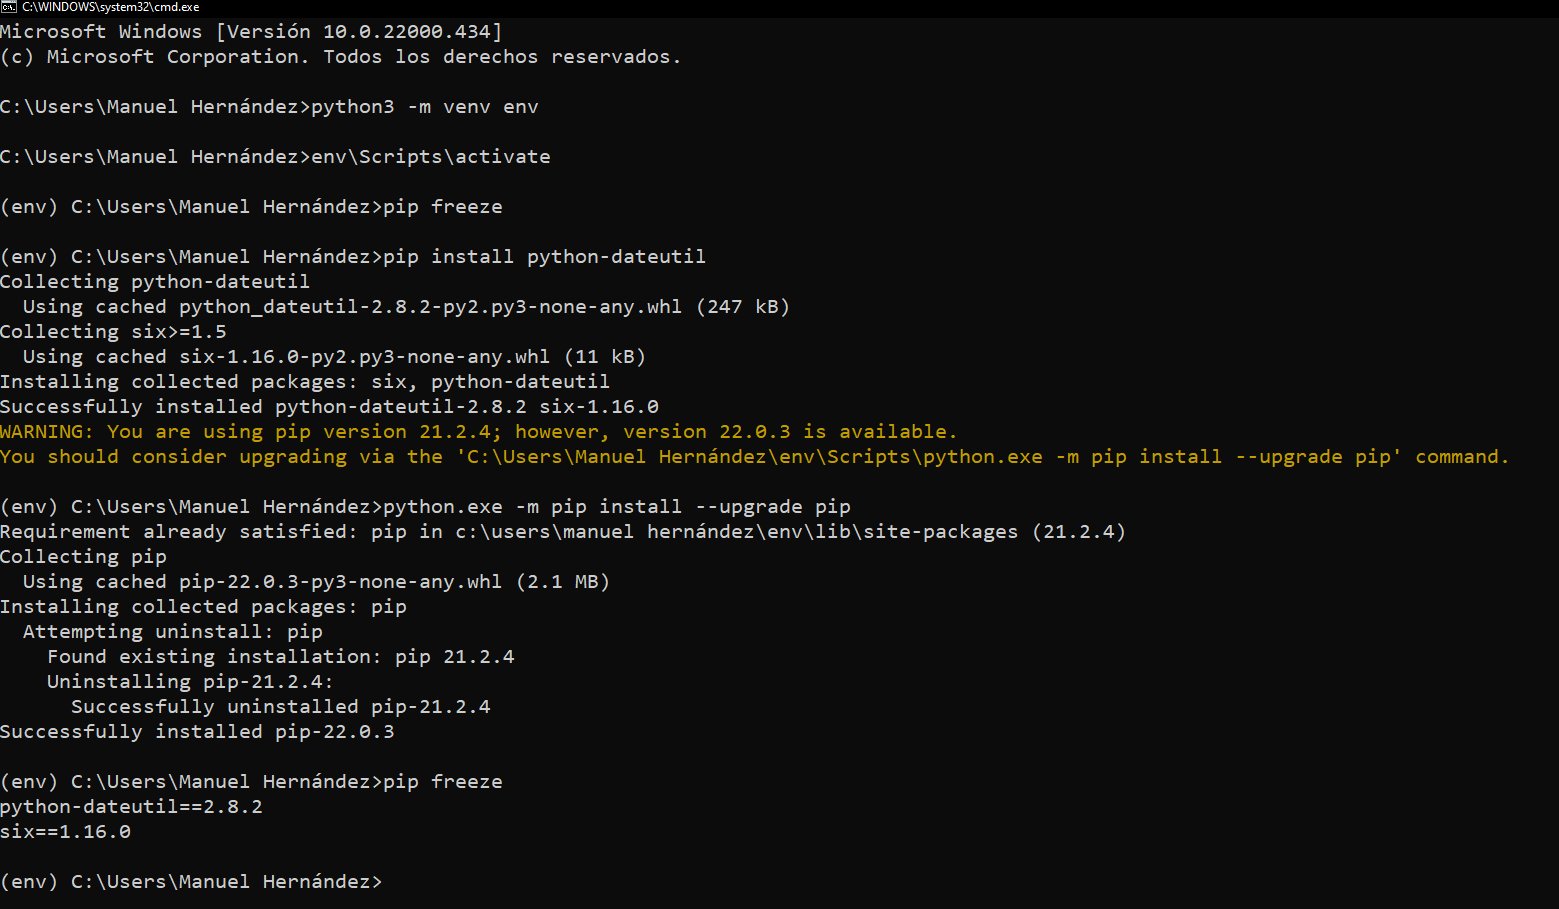 C:\WINDOWS\system32\cmd.exe
Microsoft Windows [Versión 10.0.22000.434]
(c) Microsoft Corporation. Todos los derechos reservados.
C:\Users\Manuel Hernández>python3 -m venv env
C:\Users\Manuel Hernández>env\Scripts\activate
(env) C:\Users\Manuel Hernández>pip freeze
(env) C:\Users\Manuel Hernández>pip install python-dateutil
Collecting python-dateutil
  Using cached python_dateutil-2.8.2-py2.py3-none-any.whl (247 kB)
Collecting six>=1.5
  Using cached six-1.16.0-py2.py3-none-any.whl (11 kB)
Installing collected packages: six, python-dateutil
Successfully installed python-dateutil-2.8.2 six-1.16.0
WARNING: You are using pip version 21.2.4; however, version 22.0.3 is available.
You should consider upgrading via the 'C:\Users\Manuel Hernández\env\Scripts\python.exe -m pip install --upgrade pip' command.
(env) C:\Users\Manuel Hernández>python.exe -m pip install --upgrade pip
Requirement already satisfied: pip in c:\users\manuel hernández\env\lib\site-packages (21.2.4)
Collecting pip
  Using cached pip-22.0.3-py3-none-any.whl (2.1 MB)
Installing collected packages: pip
  Attempting uninstall: pip
    Found existing installation: pip 21.2.4
    Uninstalling pip-21.2.4:
      Successfully uninstalled pip-21.2.4
Successfully installed pip-22.0.3
(env) C:\Users\Manuel Hernández>pip freeze
python-dateutil==2.8.2
six==1.16.0
(env) C:\Users\Manuel Hernández>